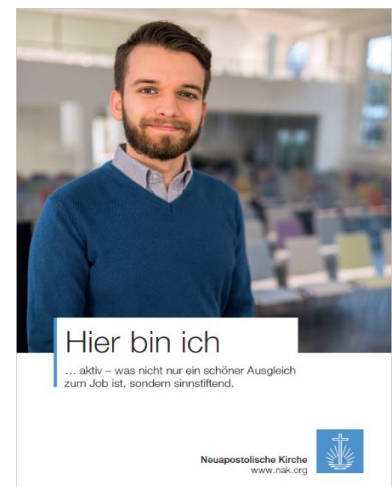 Hier bin ich
... aktiv – was nicht nur ein schöner Ausgleich
zum Job ist, sondern sinnstiftend.
Neuapostolische Kirche
www.nak.org